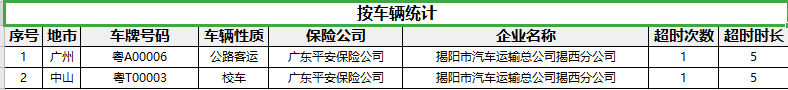 按车辆统计
序号 地市 车牌号码 车辆性质 保险公司 企业名称 超时次数 超时时长
1 广州 粤A00006 公路客运 广东平安保险公司 揭阳市汽车运输总公司揭西分公司 1 5
2 中山 粤T00003 校车 广东平安保险公司 揭阳市汽车运输总公司揭西分公司 1 5